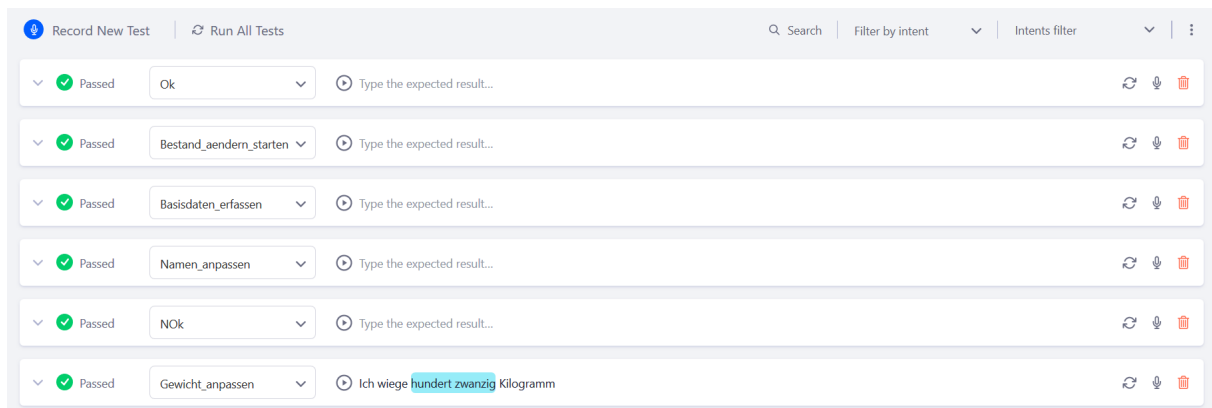 Record New Test Run All Tests Search Filter by intent Intents filter
Passed Ok Type the expected result...
Passed Bestand_aendern_starten Type the expected result...
Passed Basisdaten_erfassen Type the expected result...
Passed Namen_anpassen Type the expected result...
Passed NOk Type the expected result...
Passed Gewicht_anpassen Ich wiege hundert zwanzig Kilogramm